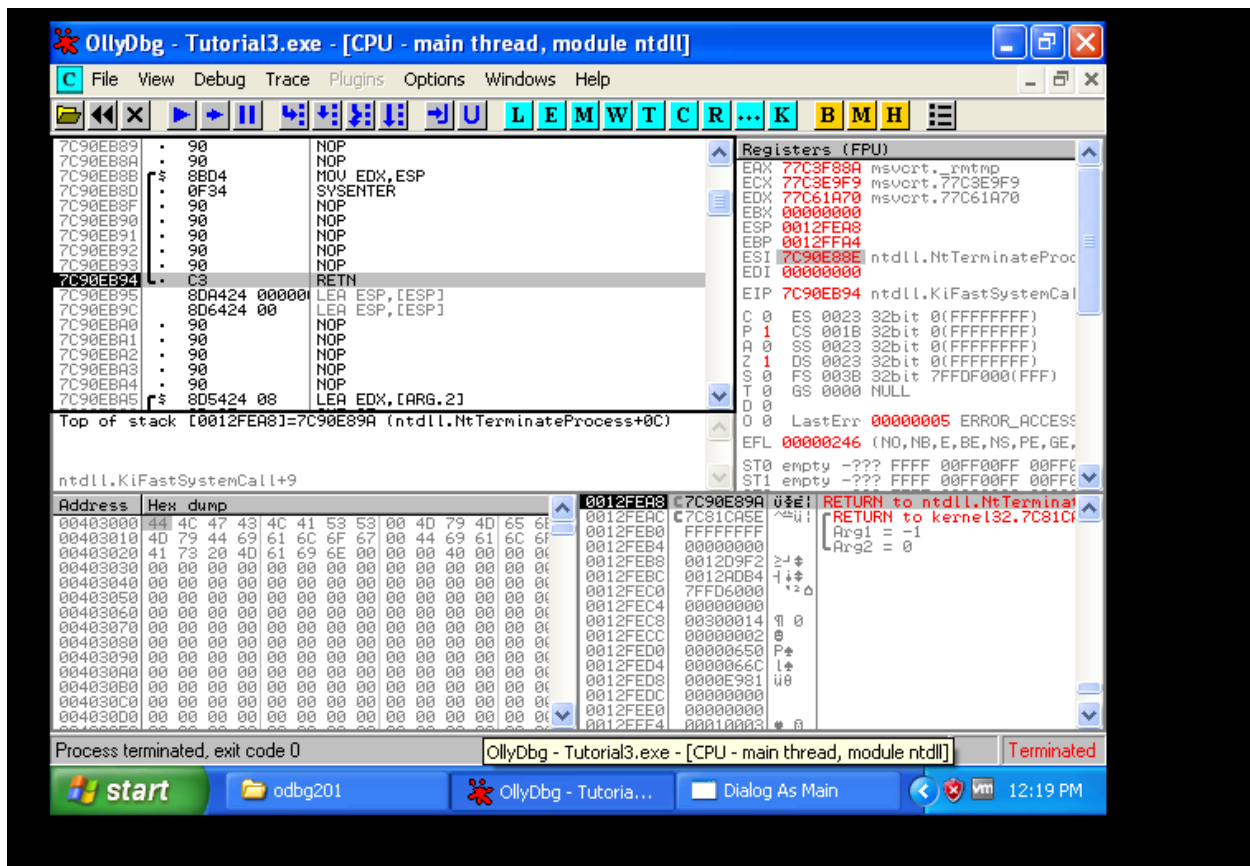 OllyDbg - Tutorial3.exe - [CPU - main thread, module ntdll]
C File View Debug Trace Plugins Options Windows Help
L E M W T C R ... K B M H
7C90EB89 . 90 NOP
7C90EB8A . 90 NOP
7C90EB8B $ 8BD4 MOV EDX,ESP
7C90EB8D . 0F34 SYSENTER
7C90EB8F . 90 NOP
7C90EB90 . 90 NOP
7C90EB91 . 90 NOP
7C90EB92 . 90 NOP
7C90EB93 . 90 NOP
7C90EB94 . C3 RETN
7C90EB95 8DA424 00000 LEA ESP,[ESP]
7C90EB9C 8D6424 00 LEA ESP,[ESP]
7C90EBA0 . 90 NOP
7C90EBA1 . 90 NOP
7C90EBA2 . 90 NOP
7C90EBA3 . 90 NOP
7C90EBA4 . 90 NOP
7C90EBA5 $ 8D5424 08 LEA EDX,[ARG.2]
Top of stack [0012FEA8]=7C90E89A (ntdll.NtTerminateProcess+0C)
ntdll.KiFastSystemCall+9
Registers (FPU)
EAX 77C3F88A msvcrt._rmtmp
ECX 77C3E9F9 msvcrt.77C3E9F9
EDX 77C61A70 msvcrt.77C61A70
EBX 00000000
ESP 0012FEA8
EBP 0012FFA4
ESI 7C90E88E ntdll.NtTerminateProc
EDI 00000000
EIP 7C90EB94 ntdll.KiFastSystemCal
C 0 ES 0023 32bit 0(FFFFFFFF)
P 1 CS 001B 32bit 0(FFFFFFFF)
A 0 SS 0023 32bit 0(FFFFFFFF)
Z 1 DS 0023 32bit 0(FFFFFFFF)
S 0 FS 003B 32bit 7FFDF000(FFF)
T 0 GS 0000 NULL
D 0
O 0 LastErr 00000005 ERROR_ACCESS
EFL 00000246 (NO,NB,E,BE,NS,PE,GE,
ST0 empty -??? FFFF 00FF00FF 00FF
ST1 empty -??? FFFF 00FF00FF 00FF
Address Hex dump
00403000 44 4C 47 43 4C 41 53 53 00 4D 79 4D 65
00403010 4D 79 44 69 61 6C 6F 67 00 44 69 61 6C
00403020 41 73 20 4D 61 69 6E 00 00 00 40 00 00
00403030 00 00 00 00 00 00 00 00 00 00 00 00 00
00403040 00 00 00 00 00 00 00 00 00 00 00 00 00
00403050 00 00 00 00 00 00 00 00 00 00 00 00 00
00403060 00 00 00 00 00 00 00 00 00 00 00 00 00
00403070 00 00 00 00 00 00 00 00 00 00 00 00 00
00403080 00 00 00 00 00 00 00 00 00 00 00 00 00
00403090 00 00 00 00 00 00 00 00 00 00 00 00 00
004030A0 00 00 00 00 00 00 00 00 00 00 00 00 00
004030B0 00 00 00 00 00 00 00 00 00 00 00 00 00
004030C0 00 00 00 00 00 00 00 00 00 00 00 00 00
004030D0 00 00 00 00 00 00 00 00 00 00 00 00 00
0012FEA8 7C90E89A RETURN to ntdll.NtTerminat
0012FEAC 7C81CA5E RETURN to kernel32.7C81C
0012FEB0 FFFFFFFF Arg1 = -1
0012FEB4 00000000 Arg2 = 0
0012FEB8 0012D9F2
0012FEBC 0012ADB4
0012FEC0 7FFD6000
0012FEC4 00000000
0012FEC8 00300014
0012FECC 00000002
0012FED0 00000650
0012FED4 0000066C
0012FED8 0000E981
0012FEDC 00000000
0012FEE0 00000000
Process terminated, exit code 0
OllyDbg - Tutorial3.exe - [CPU - main thread, module ntdll]
Terminated
start odbg201 OllyDbg - Tutoria... Dialog As Main 12:19 PM